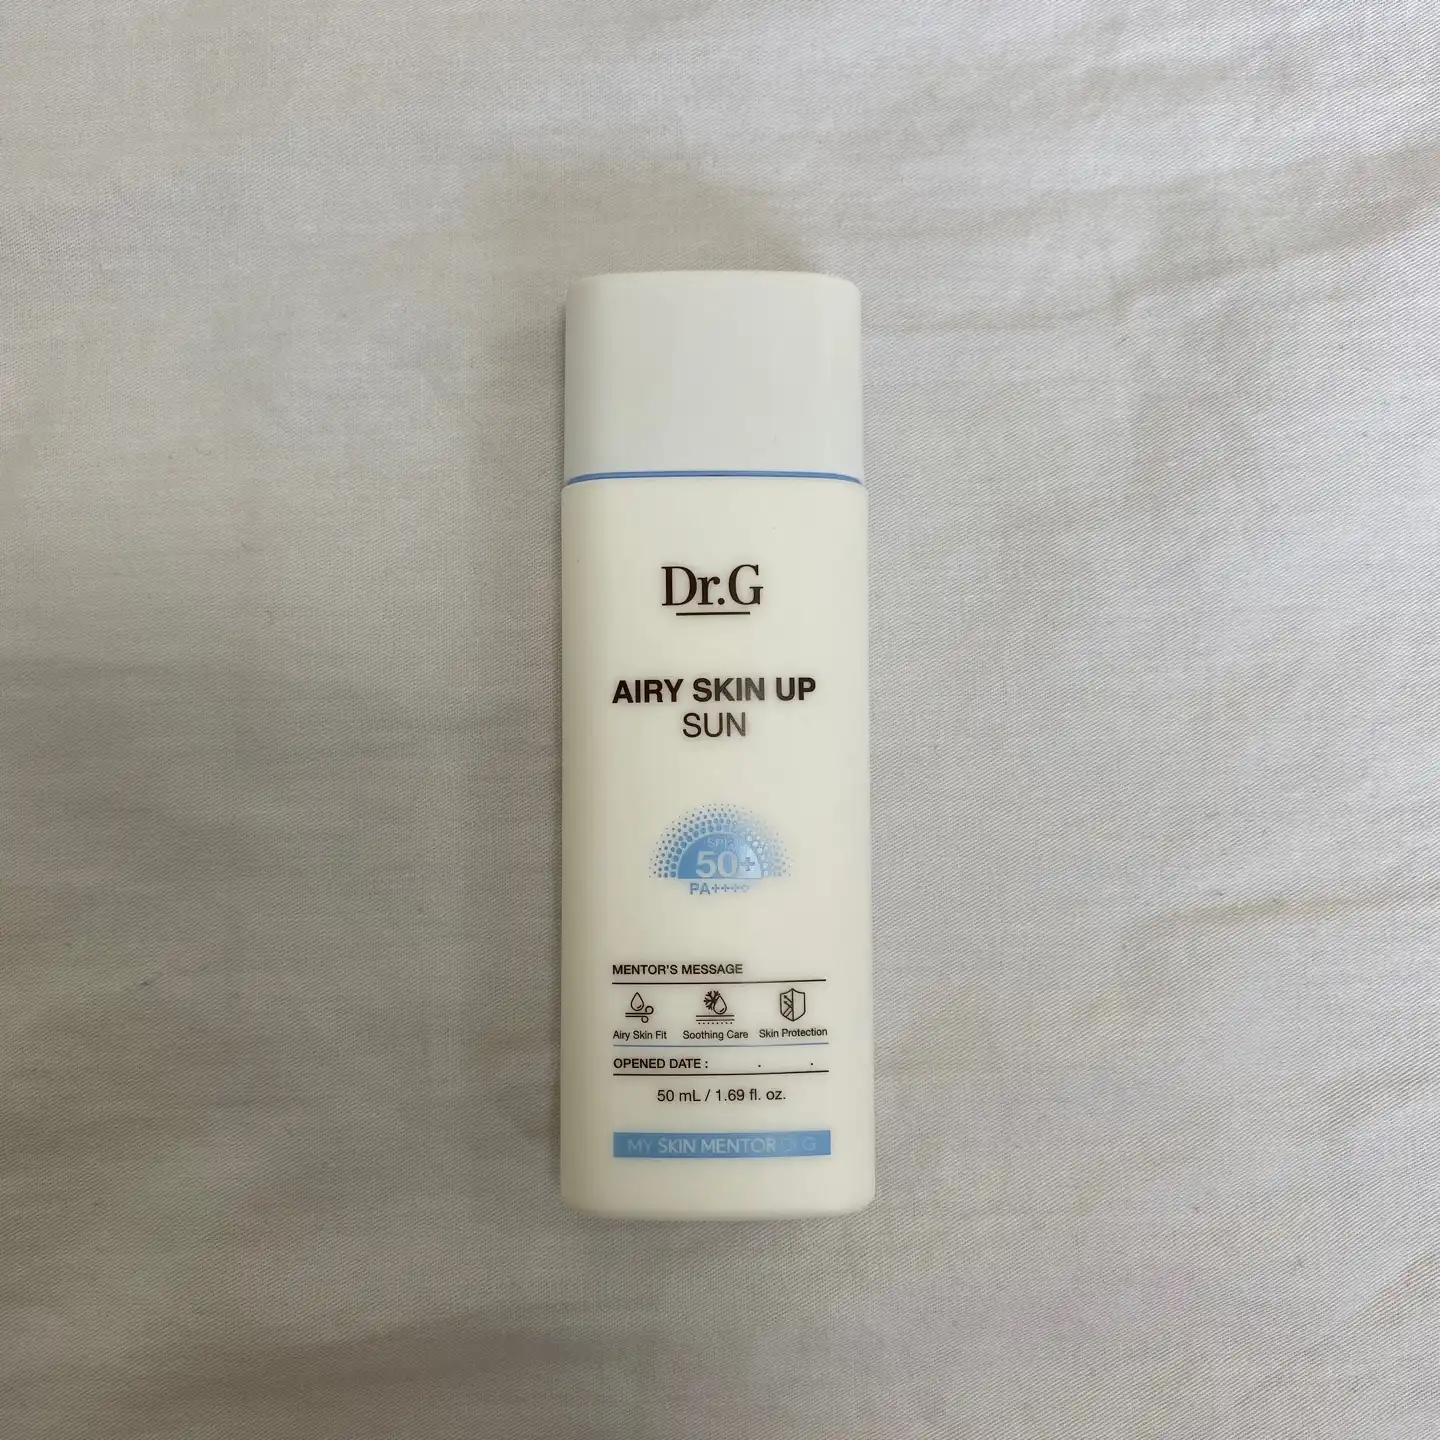 Dr.G
AIRY SKIN UP
SUN
SPF
50+
PA++++
MENTOR'S MESSAGE
Airy Skin Fit Soothing Care Skin Protection
OPENED DATE : . .
50 mL / 1.69 fl. oz.
MY SKIN MENTOR Dr.G